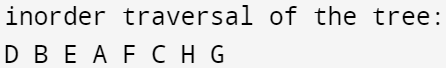 inorder traversal of the tree:
D B E A F C H G